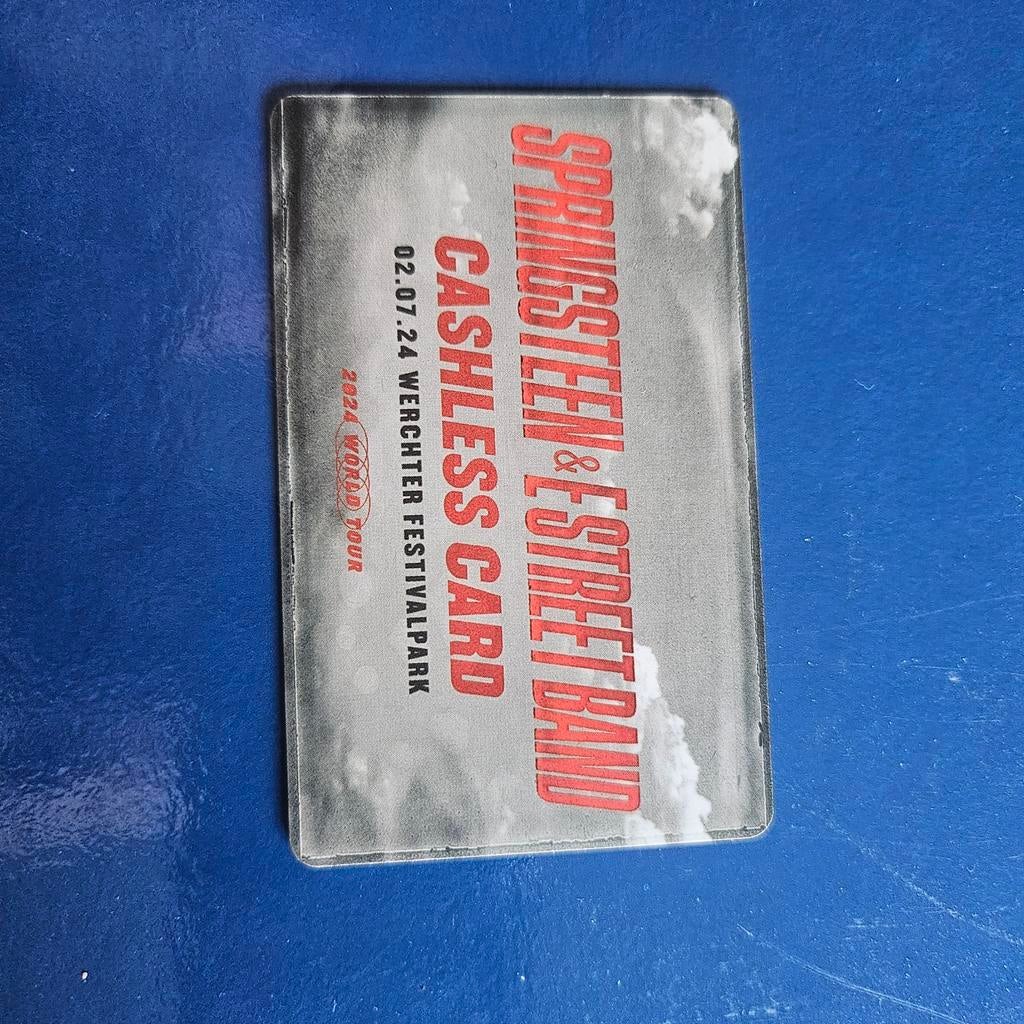 SPRINGSTEEN & E STREET BAND
CASHLESS CARD
02.07.24 WERCHTER FESTIVALPARK
2024 WORLD TOUR